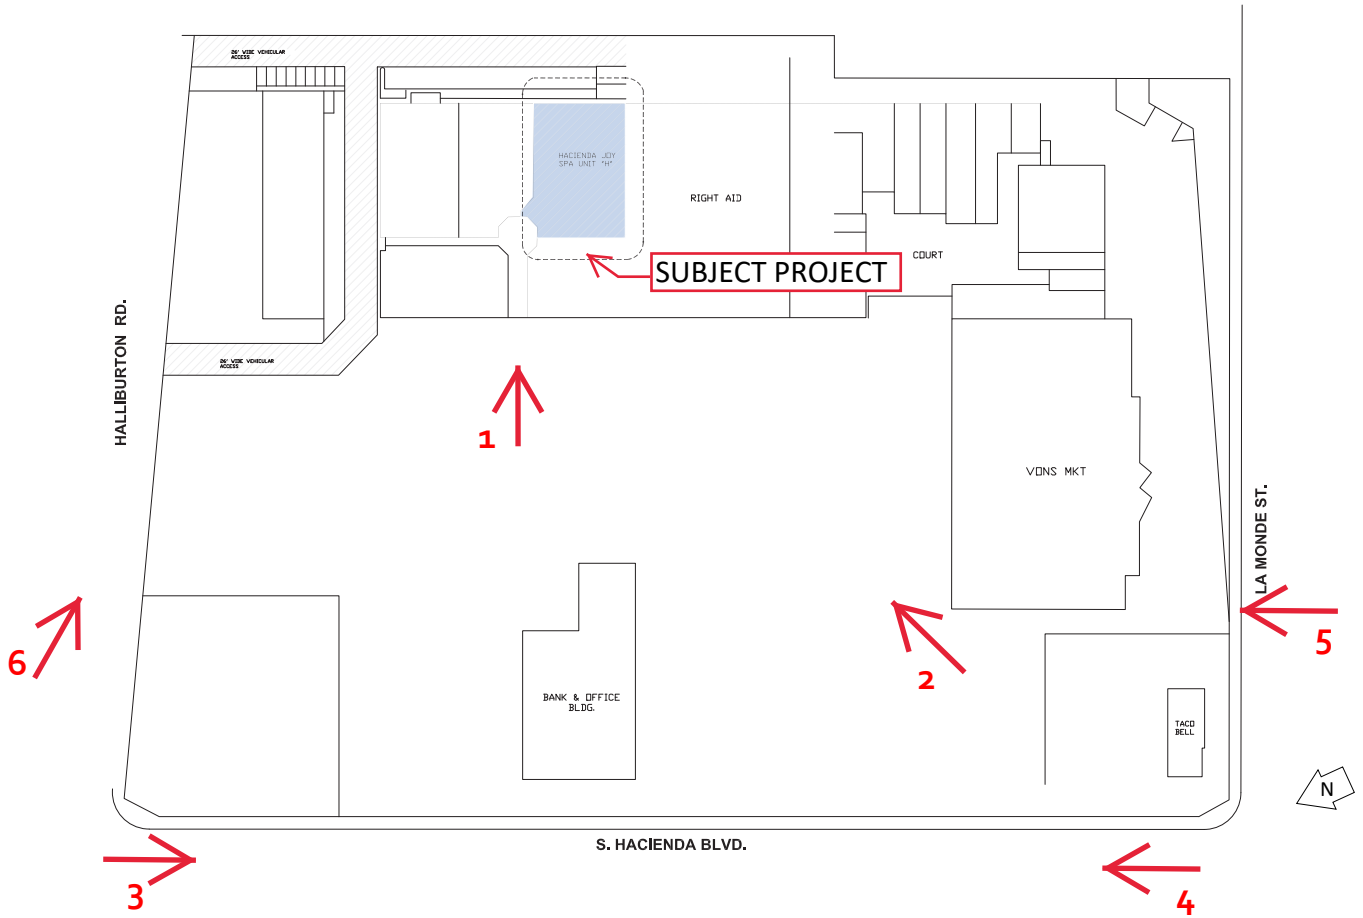 26' WIDE VEHICULAR
ACCESS
HACIENDA JOY
SPA UNIT "H"
RIGHT AID
COURT
SUBJECT PROJECT
HALLIBURTON RD.
26' WIDE VEHICULAR
ACCESS
1
VONS MKT
LA MONDE ST.
6
5
2
BANK & OFFICE
BLDG.
TACO
BELL
N
S. HACIENDA BLVD.
3
4